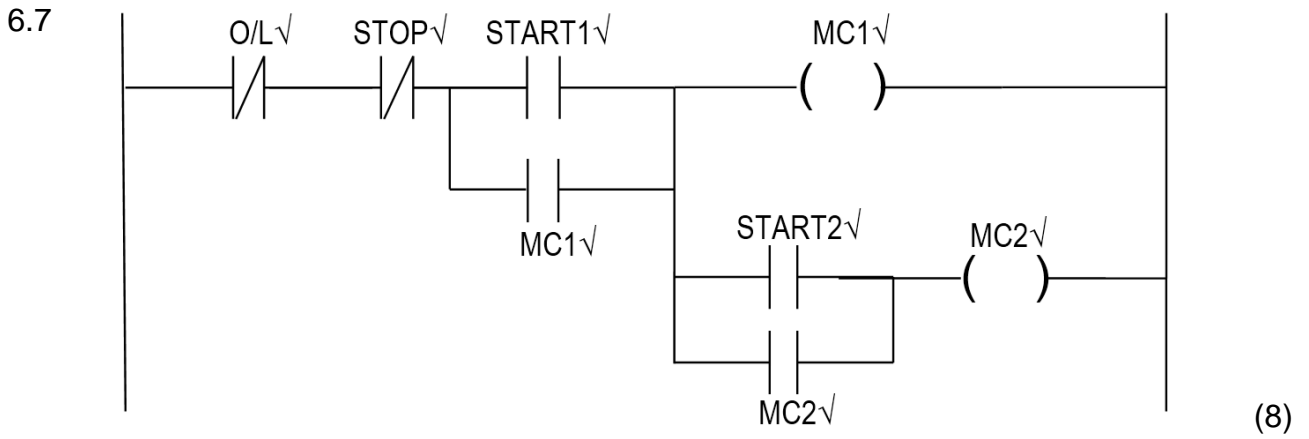 6.7
O/L√ STOP√ START1√ MC1√
( )
MC1√
START2√ MC2√
( )
MC2√
(8)